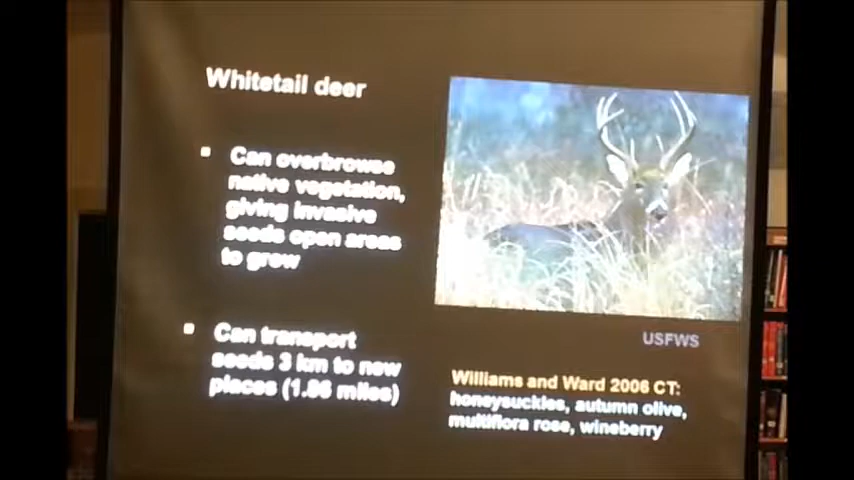 Whitetail deer
▪ Can overbrowse
native vegetation,
giving invasive
seeds open areas
to grow
▪ Can transport
seeds 3 km to new
places (1.86 miles)
USFWS
Williams and Ward 2006 CT:
honeysuckles, autumn olive,
multiflora rose, wineberry